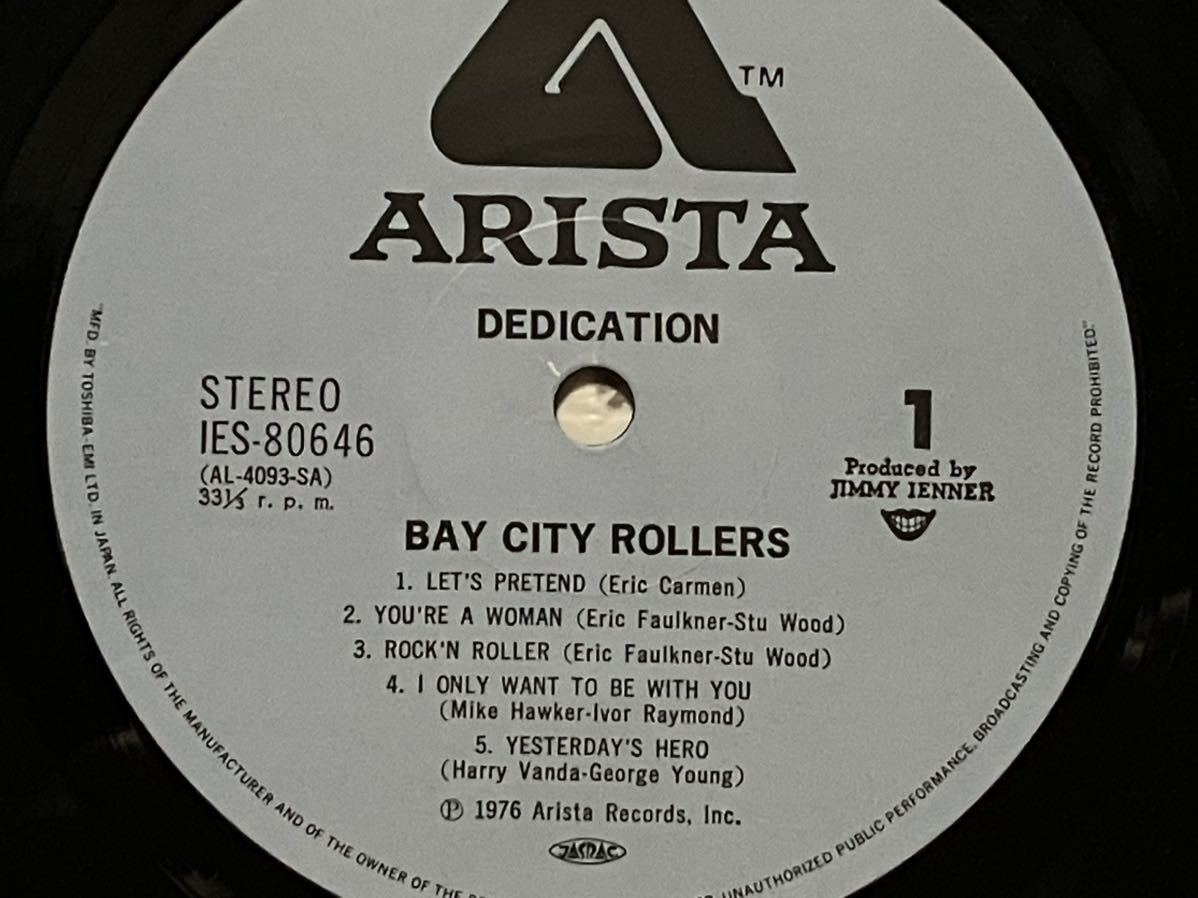 TM
ARISTA
DEDICATION
STEREO
IES-80646
(AL-4093-SA)
33⅓ r. p. m.
1
Produced by
JIMMY IENNER
BAY CITY ROLLERS
1. LET'S PRETEND (Eric Carmen)
2. YOU'RE A WOMAN (Eric Faulkner-Stu Wood)
3. ROCK'N ROLLER (Eric Faulkner-Stu Wood)
4. I ONLY WANT TO BE WITH YOU
(Mike Hawker-Ivor Raymond)
5. YESTERDAY'S HERO
(Harry Vanda-George Young)
Ⓟ 1976 Arista Records, Inc.
JASRAC
"MFD. BY TOSHIBA-EMI LTD. IN JAPAN. ALL RIGHTS OF THE MANUFACTURER AND OF THE OWNER OF THE
UNAUTHORIZED PUBLIC PERFORMANCE, BROADCASTING AND COPYING OF THE RECORD PROHIBITED."